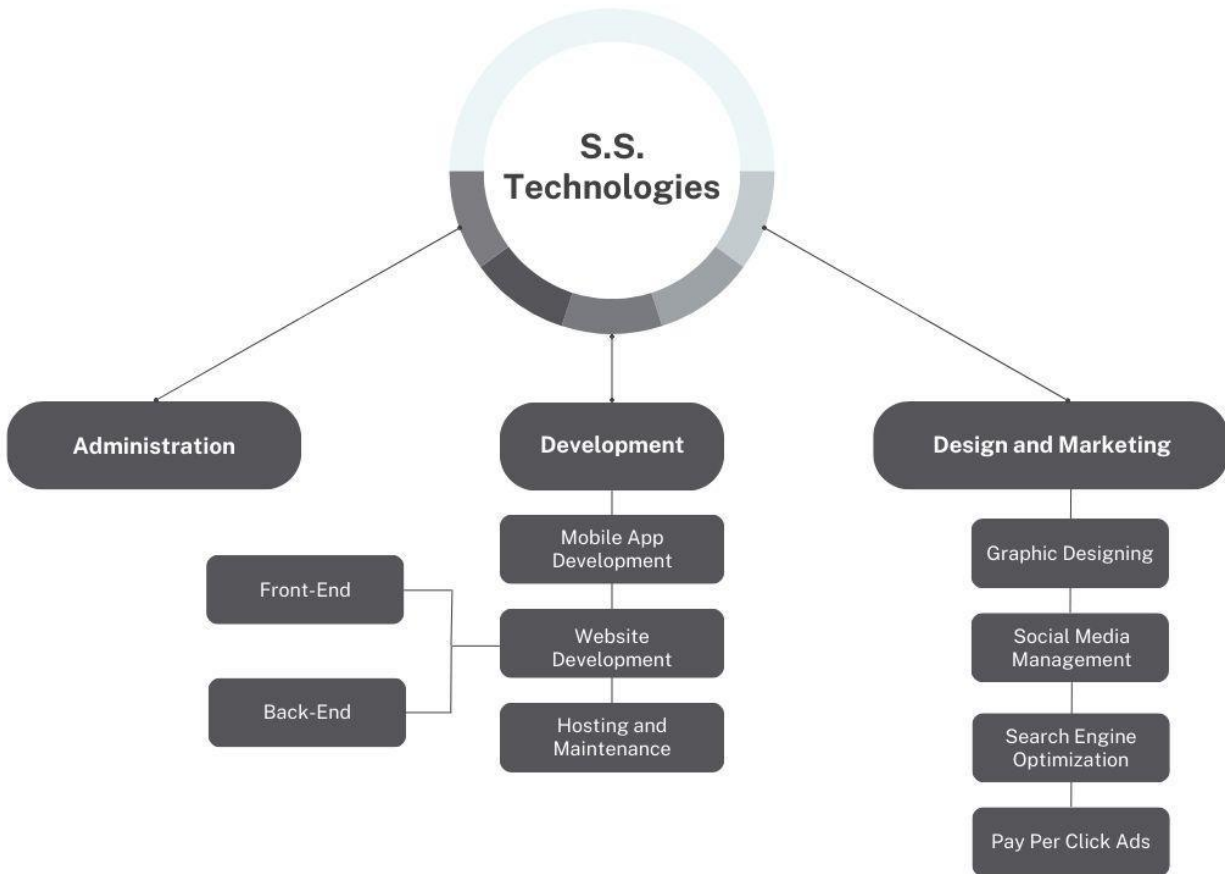 S.S.
Technologies
Administration
Development
Design and Marketing
Mobile App
Development
Graphic Designing
Front-End
Website
Development
Social Media
Management
Back-End
Hosting and
Maintenance
Search Engine
Optimization
Pay Per Click Ads